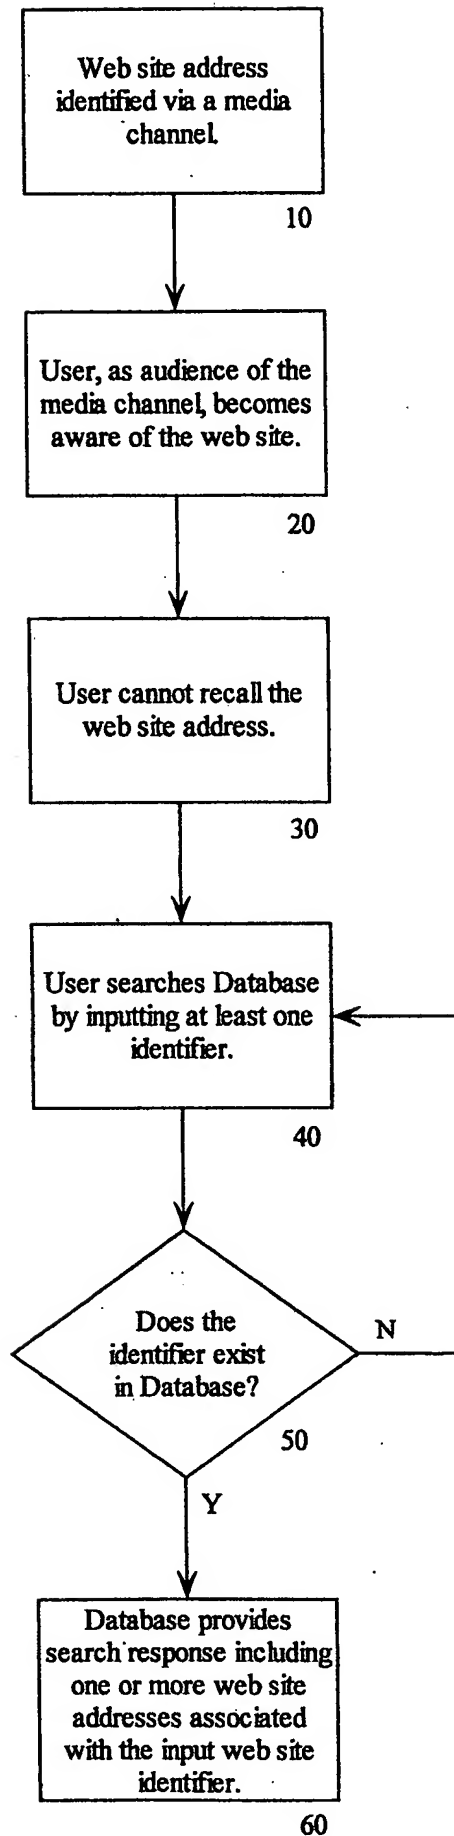 Web site address
identified via a media
channel.
10
User, as audience of the
media channel, becomes
aware of the web site.
20
User cannot recall the
web site address.
30
User searches Database
by inputting at least one
identifier.
40
Does the
identifier exist
in Database?
N
50
Y
Database provides
search response including
one or more web site
addresses associated
with the input web site
identifier.
60